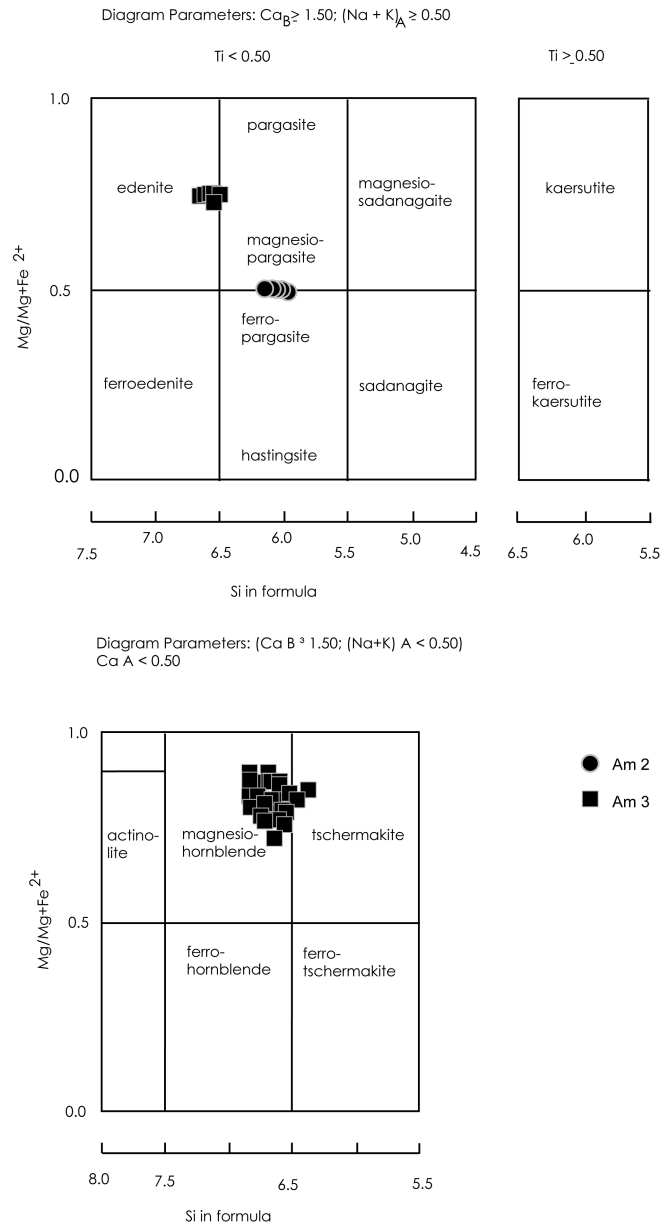 Diagram Parameters: Ca B ≥ 1.50; (Na + K) A ≥ 0.50
Ti < 0.50
Ti > 0.50
1.0
pargasite
edenite
magnesio-
sadanagaite
kaersutite
magnesio-
pargasite
Mg/Mg+Fe 2+
0.5
ferro-
pargasite
ferroedenite
sadanagite
ferro-
kaersutite
hastingsite
0.0
7.5 7.0 6.5 6.0 5.5 5.0 4.5
6.5 6.0 5.5
Si in formula
Diagram Parameters: (Ca B ³ 1.50; (Na+K) A < 0.50)
Ca A < 0.50
1.0
Am 2
Am 3
actino-
lite
magnesio-
hornblende
tschermakite
Mg/Mg+Fe 2+
0.5
ferro-
hornblende
ferro-
tschermakite
0.0
8.0 7.5 6.5 5.5
Si in formula